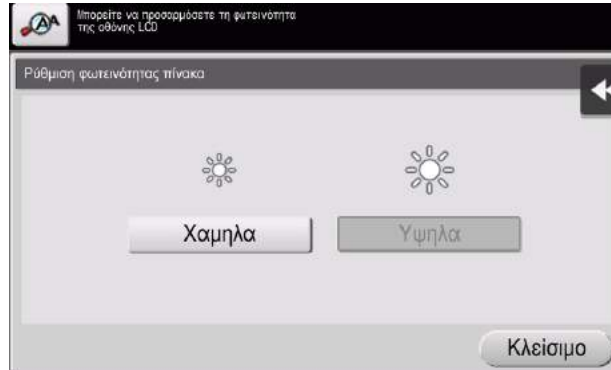 Μπορείτε να προσαρμόσετε τη φωτεινότητα
της οθόνης LCD
Ρύθμιση φωτεινότητας πίνακα
Χαμηλα
Υψηλα
Κλείσιμο